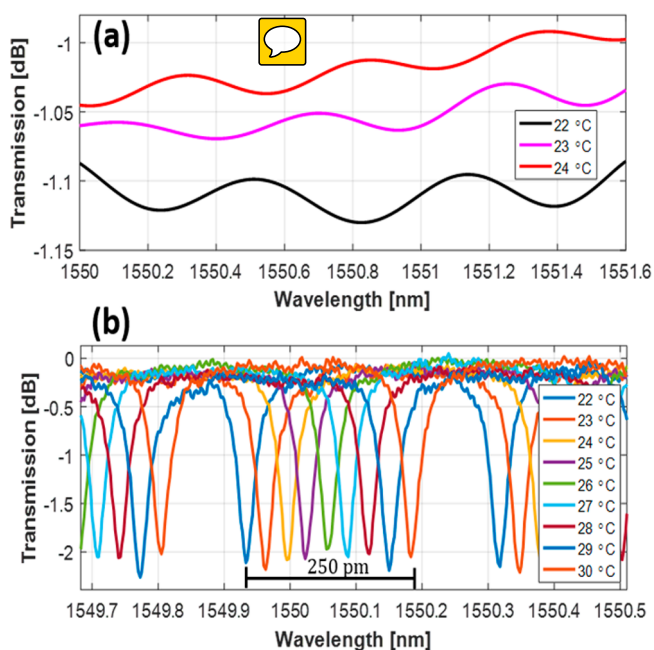 (a)
Transmission [dB]
-1
-1.05
-1.1
-1.15
22 °C
23 °C
24 °C
1550 1550.2 1550.4 1550.6 1550.8 1551 1551.2 1551.4 1551.6
Wavelength [nm]
(b)
Transmission [dB]
0
-0.5
-1
-1.5
-2
22 °C
23 °C
24 °C
25 °C
26 °C
27 °C
28 °C
29 °C
30 °C
250 pm
1549.7 1549.8 1549.9 1550 1550.1 1550.2 1550.3 1550.4 1550.5
Wavelength [nm]